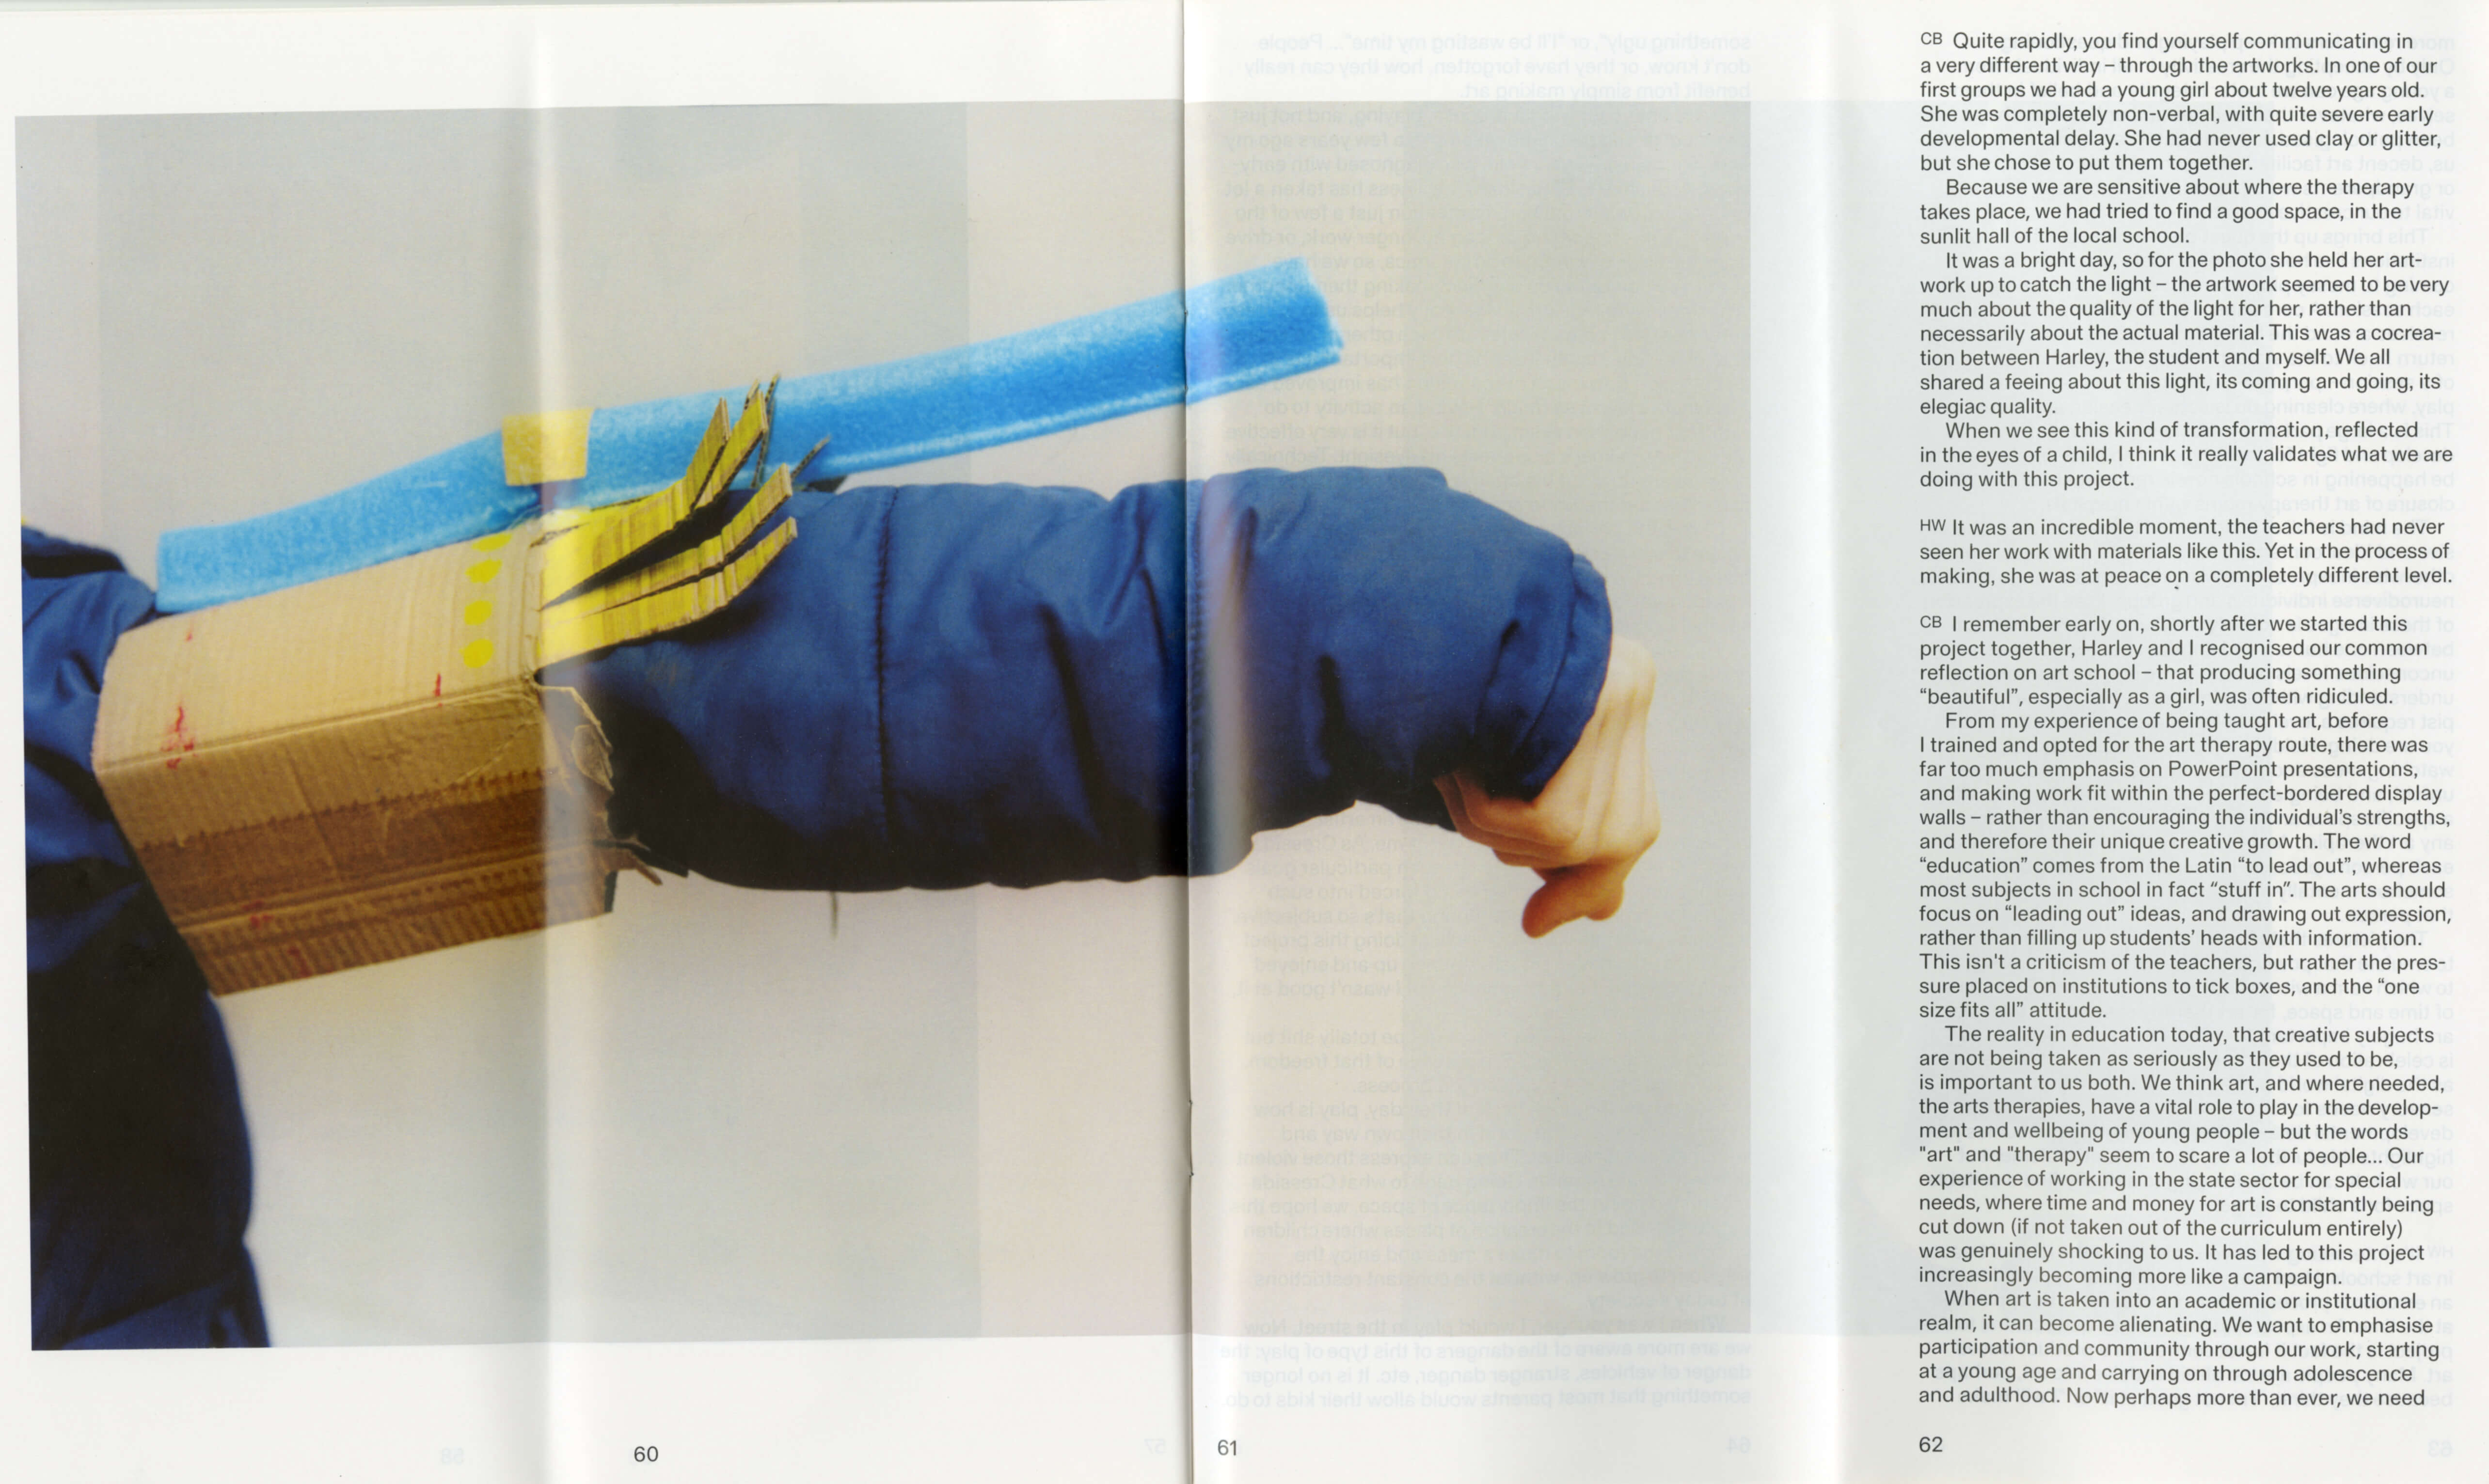 CB Quite rapidly, you find yourself communicating in
a very different way – through the artworks. In one of our
first groups we had a young girl about twelve years old.
She was completely non-verbal, with quite severe early
developmental delay. She had never used clay or glitter,
but she chose to put them together.
Because we are sensitive about where the therapy
takes place, we had tried to find a good space, in the
sunlit hall of the local school.
It was a bright day, so for the photo she held her art-
work up to catch the light – the artwork seemed to be very
much about the quality of the light for her, rather than
necessarily about the actual material. This was a cocrea-
tion between Harley, the student and myself. We all
shared a feeing about this light, its coming and going, its
elegiac quality.
When we see this kind of transformation, reflected
in the eyes of a child, I think it really validates what we are
doing with this project.
HW It was an incredible moment, the teachers had never
seen her work with materials like this. Yet in the process of
making, she was at peace on a completely different level.
CB I remember early on, shortly after we started this
project together, Harley and I recognised our common
reflection on art school – that producing something
“beautiful”, especially as a girl, was often ridiculed.
From my experience of being taught art, before
I trained and opted for the art therapy route, there was
far too much emphasis on PowerPoint presentations,
and making work fit within the perfect-bordered display
walls – rather than encouraging the individual’s strengths,
and therefore their unique creative growth. The word
“education” comes from the Latin “to lead out”, whereas
most subjects in school in fact “stuff in”. The arts should
focus on “leading out” ideas, and drawing out expression,
rather than filling up students’ heads with information.
This isn't a criticism of the teachers, but rather the pres-
sure placed on institutions to tick boxes, and the “one
size fits all” attitude.
The reality in education today, that creative subjects
are not being taken as seriously as they used to be,
is important to us both. We think art, and where needed,
the arts therapies, have a vital role to play in the develop-
ment and wellbeing of young people – but the words
"art" and "therapy" seem to scare a lot of people... Our
experience of working in the state sector for special
needs, where time and money for art is constantly being
cut down (if not taken out of the curriculum entirely)
was genuinely shocking to us. It has led to this project
increasingly becoming more like a campaign.
When art is taken into an academic or institutional
realm, it can become alienating. We want to emphasise
participation and community through our work, starting
at a young age and carrying on through adolescence
and adulthood. Now perhaps more than ever, we need
60
61
62